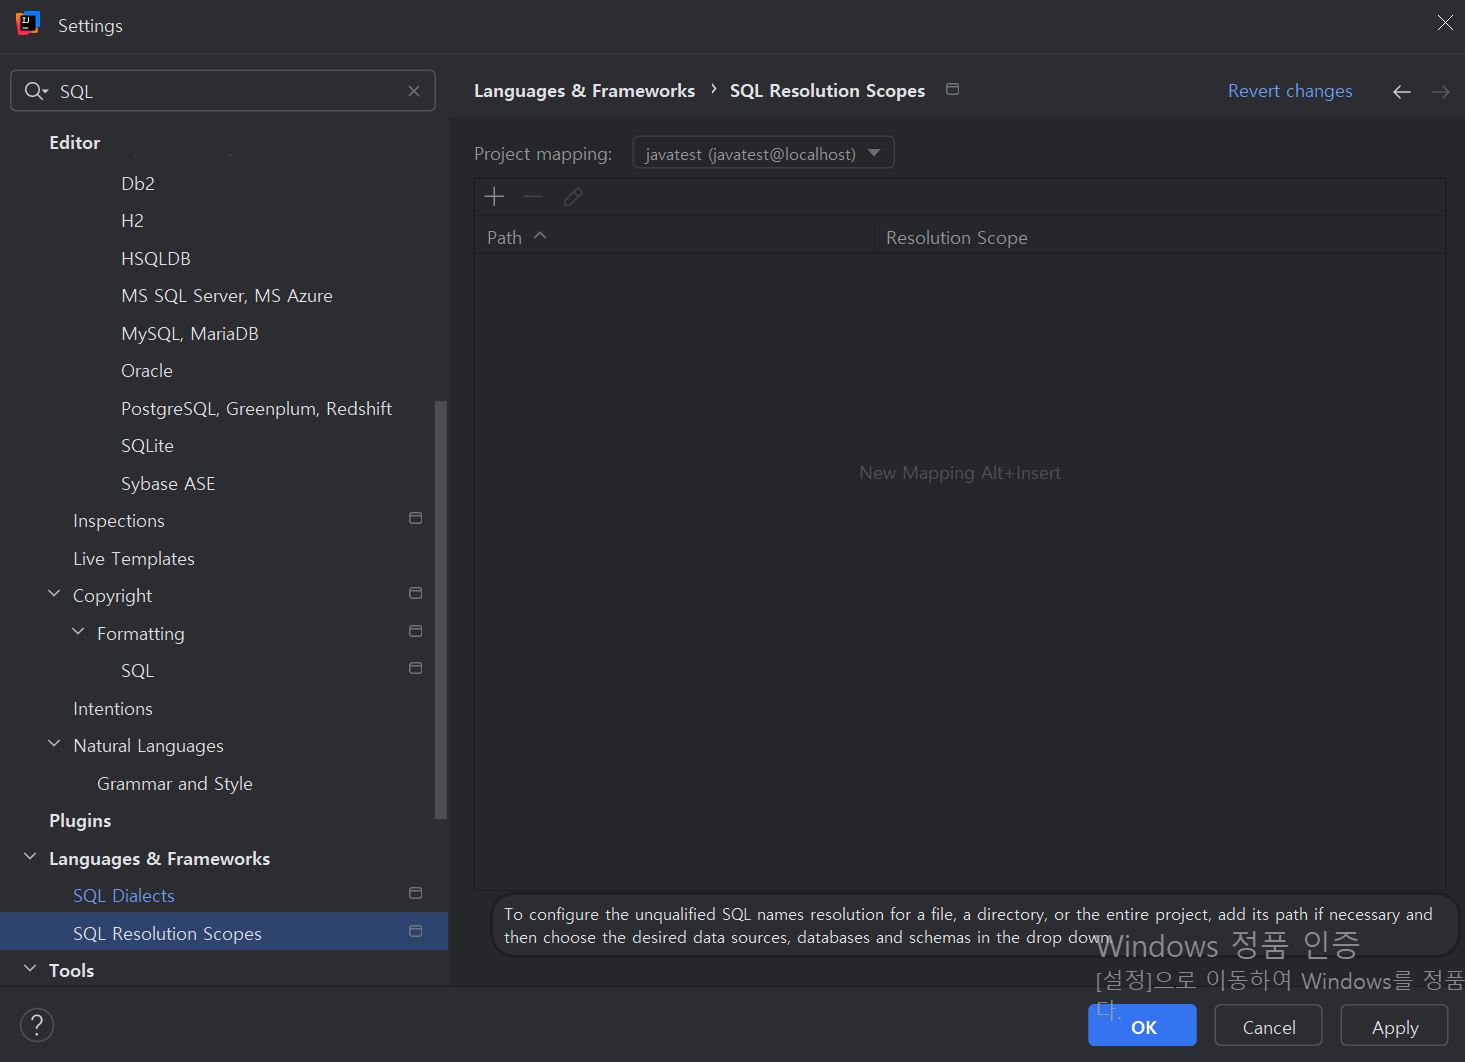 Settings
SQL
Editor
Db2
H2
HSQLDB
MS SQL Server, MS Azure
MySQL, MariaDB
Oracle
PostgreSQL, Greenplum, Redshift
SQLite
Sybase ASE
Inspections
Live Templates
Copyright
Formatting
SQL
Intentions
Natural Languages
Grammar and Style
Plugins
Languages & Frameworks
SQL Dialects
SQL Resolution Scopes
Tools
Languages & Frameworks › SQL Resolution Scopes
Revert changes
Project mapping: javatest (javatest@localhost)
Path
Resolution Scope
New Mapping Alt+Insert
To configure the unqualified SQL names resolution for a file, a directory, or the entire project, add its path if necessary and
then choose the desired data sources, databases and schemas in the drop down.
Windows 정품 인증
[설정]으로 이동하여 Windows를 정품
다.
?
OK
Cancel
Apply